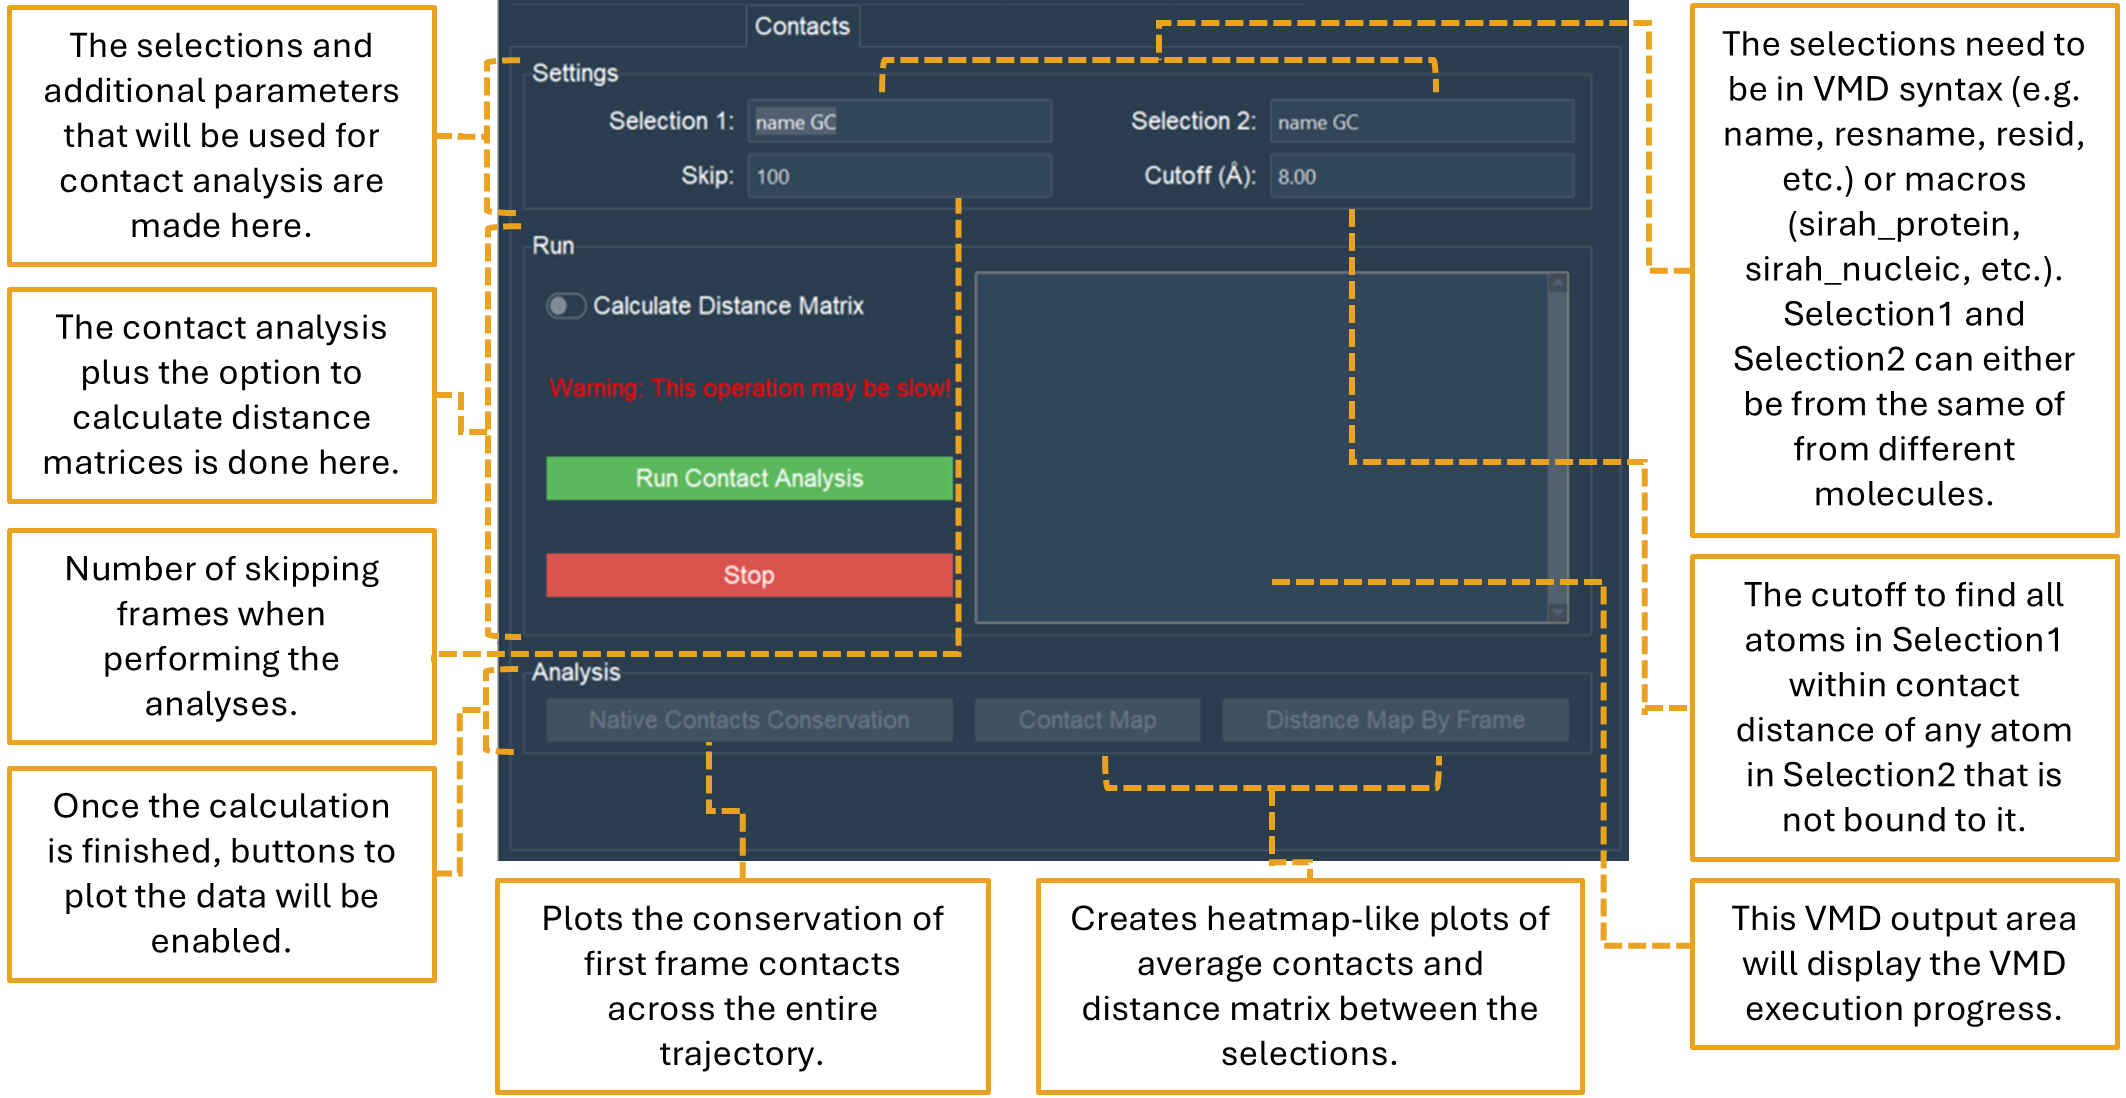 The selections and
additional parameters
that will be used for
contact analysis are
made here.
The contact analysis
plus the option to
calculate distance
matrices is done here.
Number of skipping
frames when
performing the
analyses.
Once the calculation
is finished, buttons to
plot the data will be
enabled.
Contacts
Settings
Selection 1: name GC
Selection 2: name GC
Skip: 100
Cutoff (Å): 8.00
Run
Calculate Distance Matrix
Warning: This operation may be slow!
Run Contact Analysis
Stop
Analysis
Native Contacts Conservation
Contact Map
Distance Map By Frame
Plots the conservation of
first frame contacts
across the entire
trajectory.
Creates heatmap-like plots of
average contacts and
distance matrix between the
selections.
The selections need to
be in VMD syntax (e.g.
name, resname, resid,
etc.) or macros
(sirah_protein,
sirah_nucleic, etc.).
Selection1 and
Selection2 can either
be from the same of
from different
molecules.
The cutoff to find all
atoms in Selection1
within contact
distance of any atom
in Selection2 that is
not bound to it.
This VMD output area
will display the VMD
execution progress.